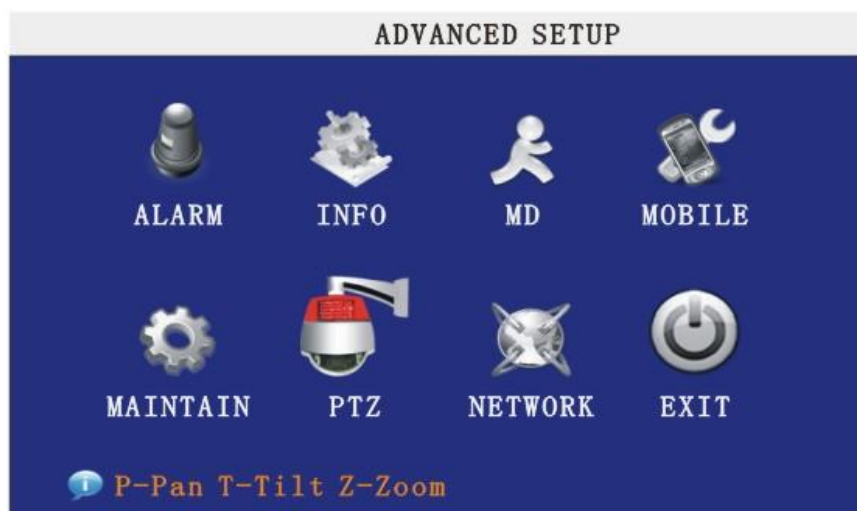 ADVANCED SETUP
ALARM INFO MD MOBILE
MAINTAIN PTZ NETWORK EXIT
P-Pan T-Tilt Z-Zoom